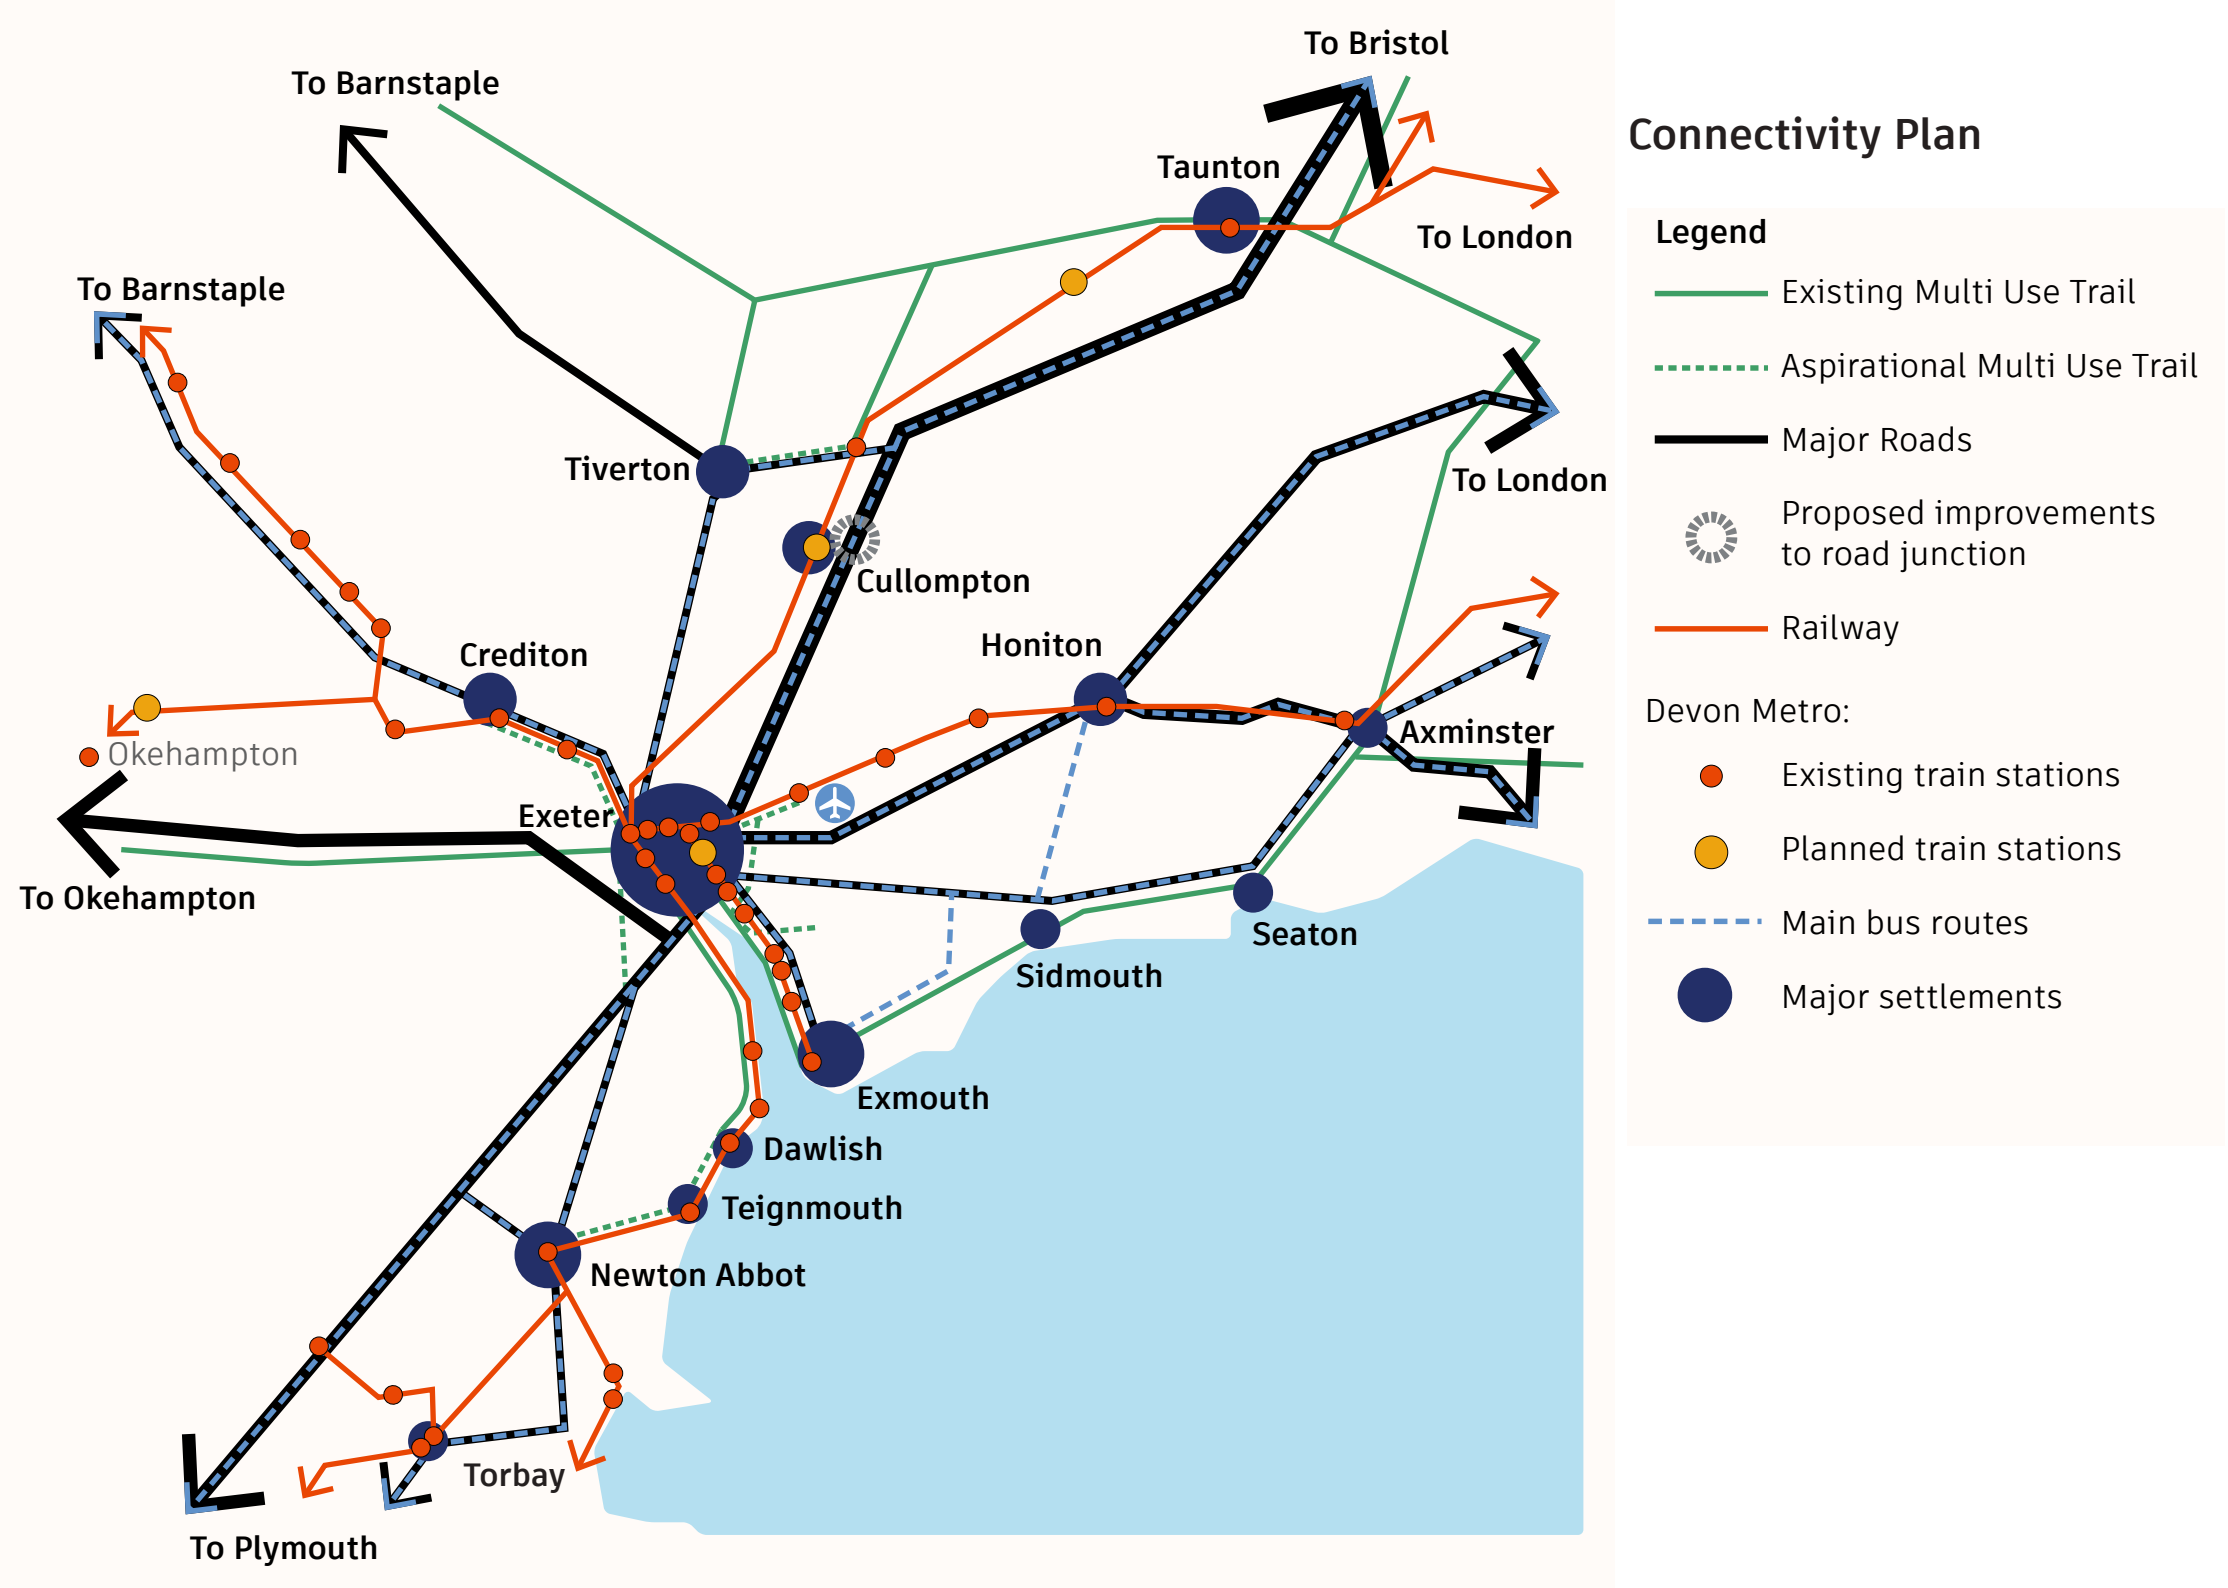 To Bristol
To Barnstaple
Taunton
To London
To Barnstaple
Tiverton
To London
Cullompton
Honiton
Crediton
Axminster
Okehampton
Exeter
To Okehampton
Seaton
Sidmouth
Exmouth
Dawlish
Teignmouth
Newton Abbot
Torbay
To Plymouth
Connectivity Plan
Legend
Existing Multi Use Trail
Aspirational Multi Use Trail
Major Roads
Proposed improvements
to road junction
Railway
Devon Metro:
Existing train stations
Planned train stations
Main bus routes
Major settlements